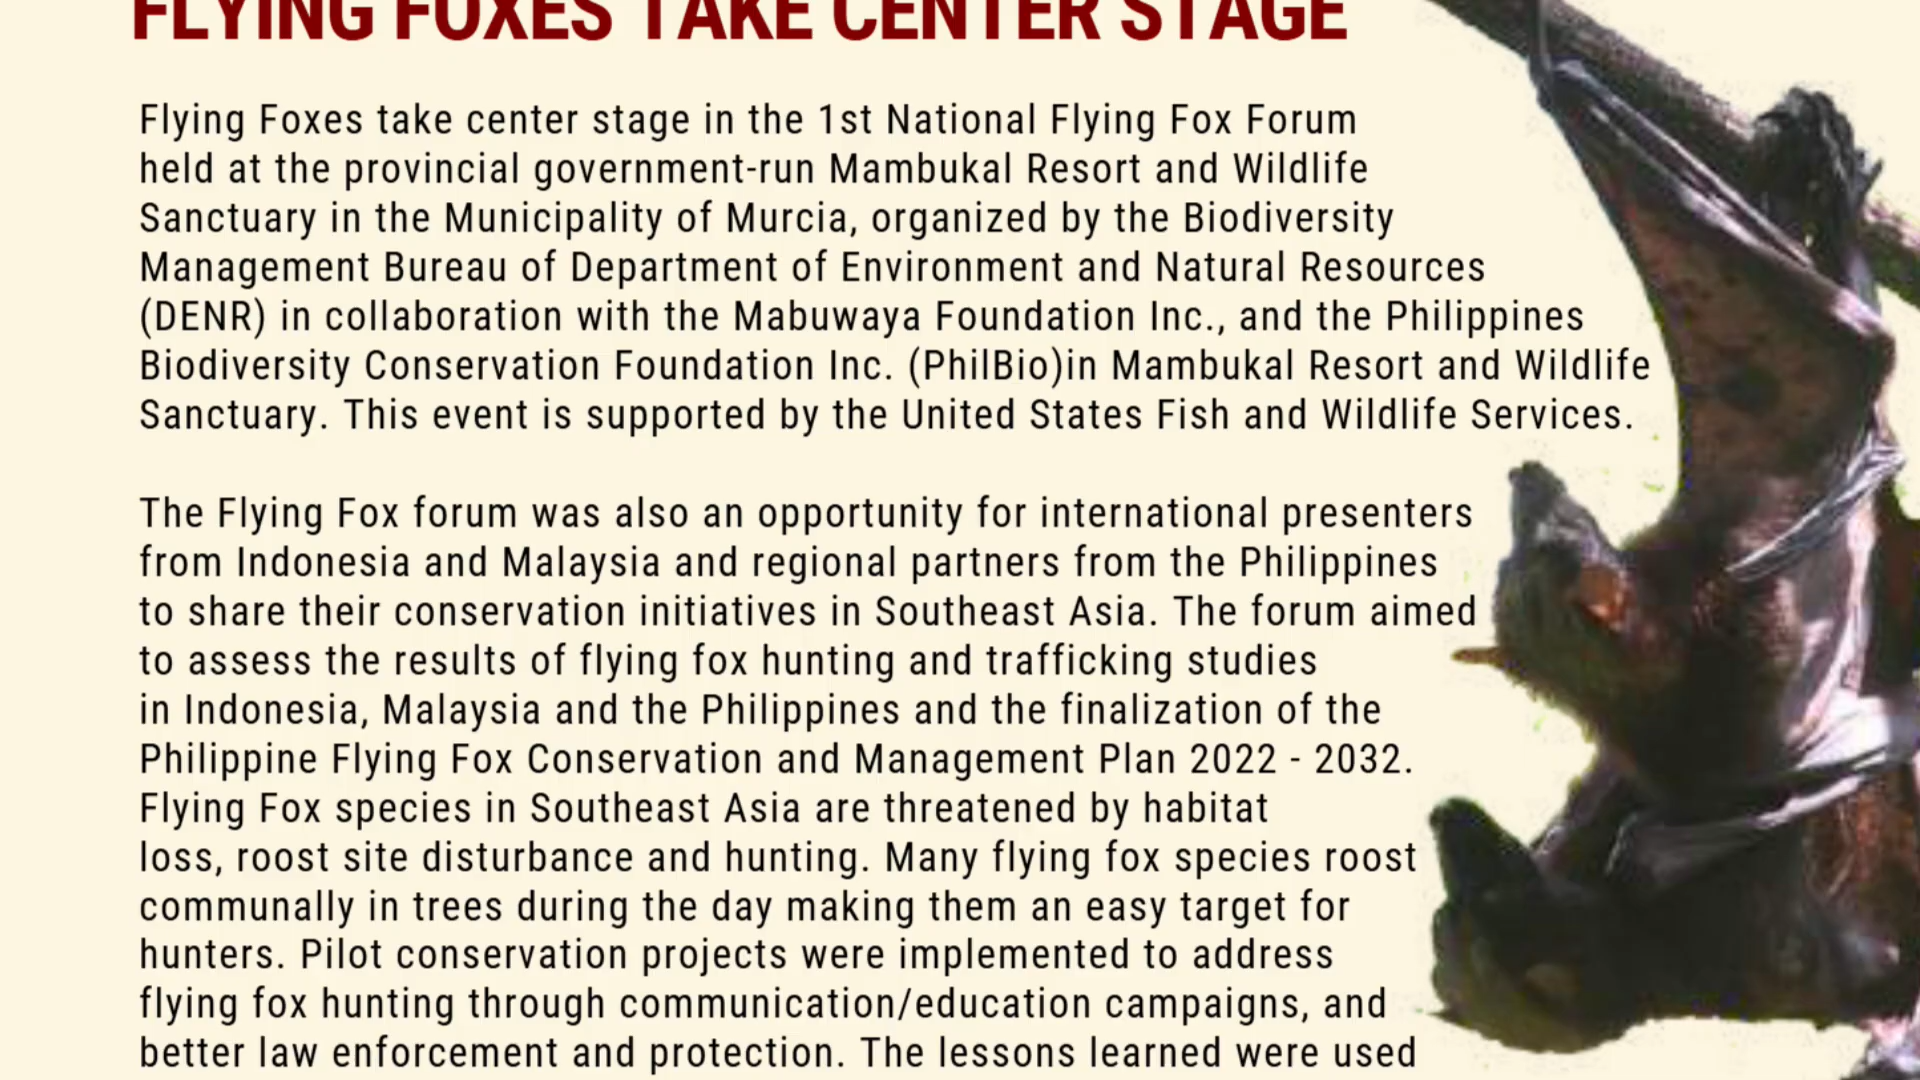 FLYING FOXES TAKE CENTER STAGE
Flying Foxes take center stage in the 1st National Flying Fox Forum
held at the provincial government-run Mambukal Resort and Wildlife
Sanctuary in the Municipality of Murcia, organized by the Biodiversity
Management Bureau of Department of Environment and Natural Resources
(DENR) in collaboration with the Mabuwaya Foundation Inc., and the Philippines
Biodiversity Conservation Foundation Inc. (PhilBio)in Mambukal Resort and Wildlife
Sanctuary. This event is supported by the United States Fish and Wildlife Services.
The Flying Fox forum was also an opportunity for international presenters
from Indonesia and Malaysia and regional partners from the Philippines
to share their conservation initiatives in Southeast Asia. The forum aimed
to assess the results of flying fox hunting and trafficking studies
in Indonesia, Malaysia and the Philippines and the finalization of the
Philippine Flying Fox Conservation and Management Plan 2022 - 2032.
Flying Fox species in Southeast Asia are threatened by habitat
loss, roost site disturbance and hunting. Many flying fox species roost
communally in trees during the day making them an easy target for
hunters. Pilot conservation projects were implemented to address
flying fox hunting through communication/education campaigns, and
better law enforcement and protection. The lessons learned were used